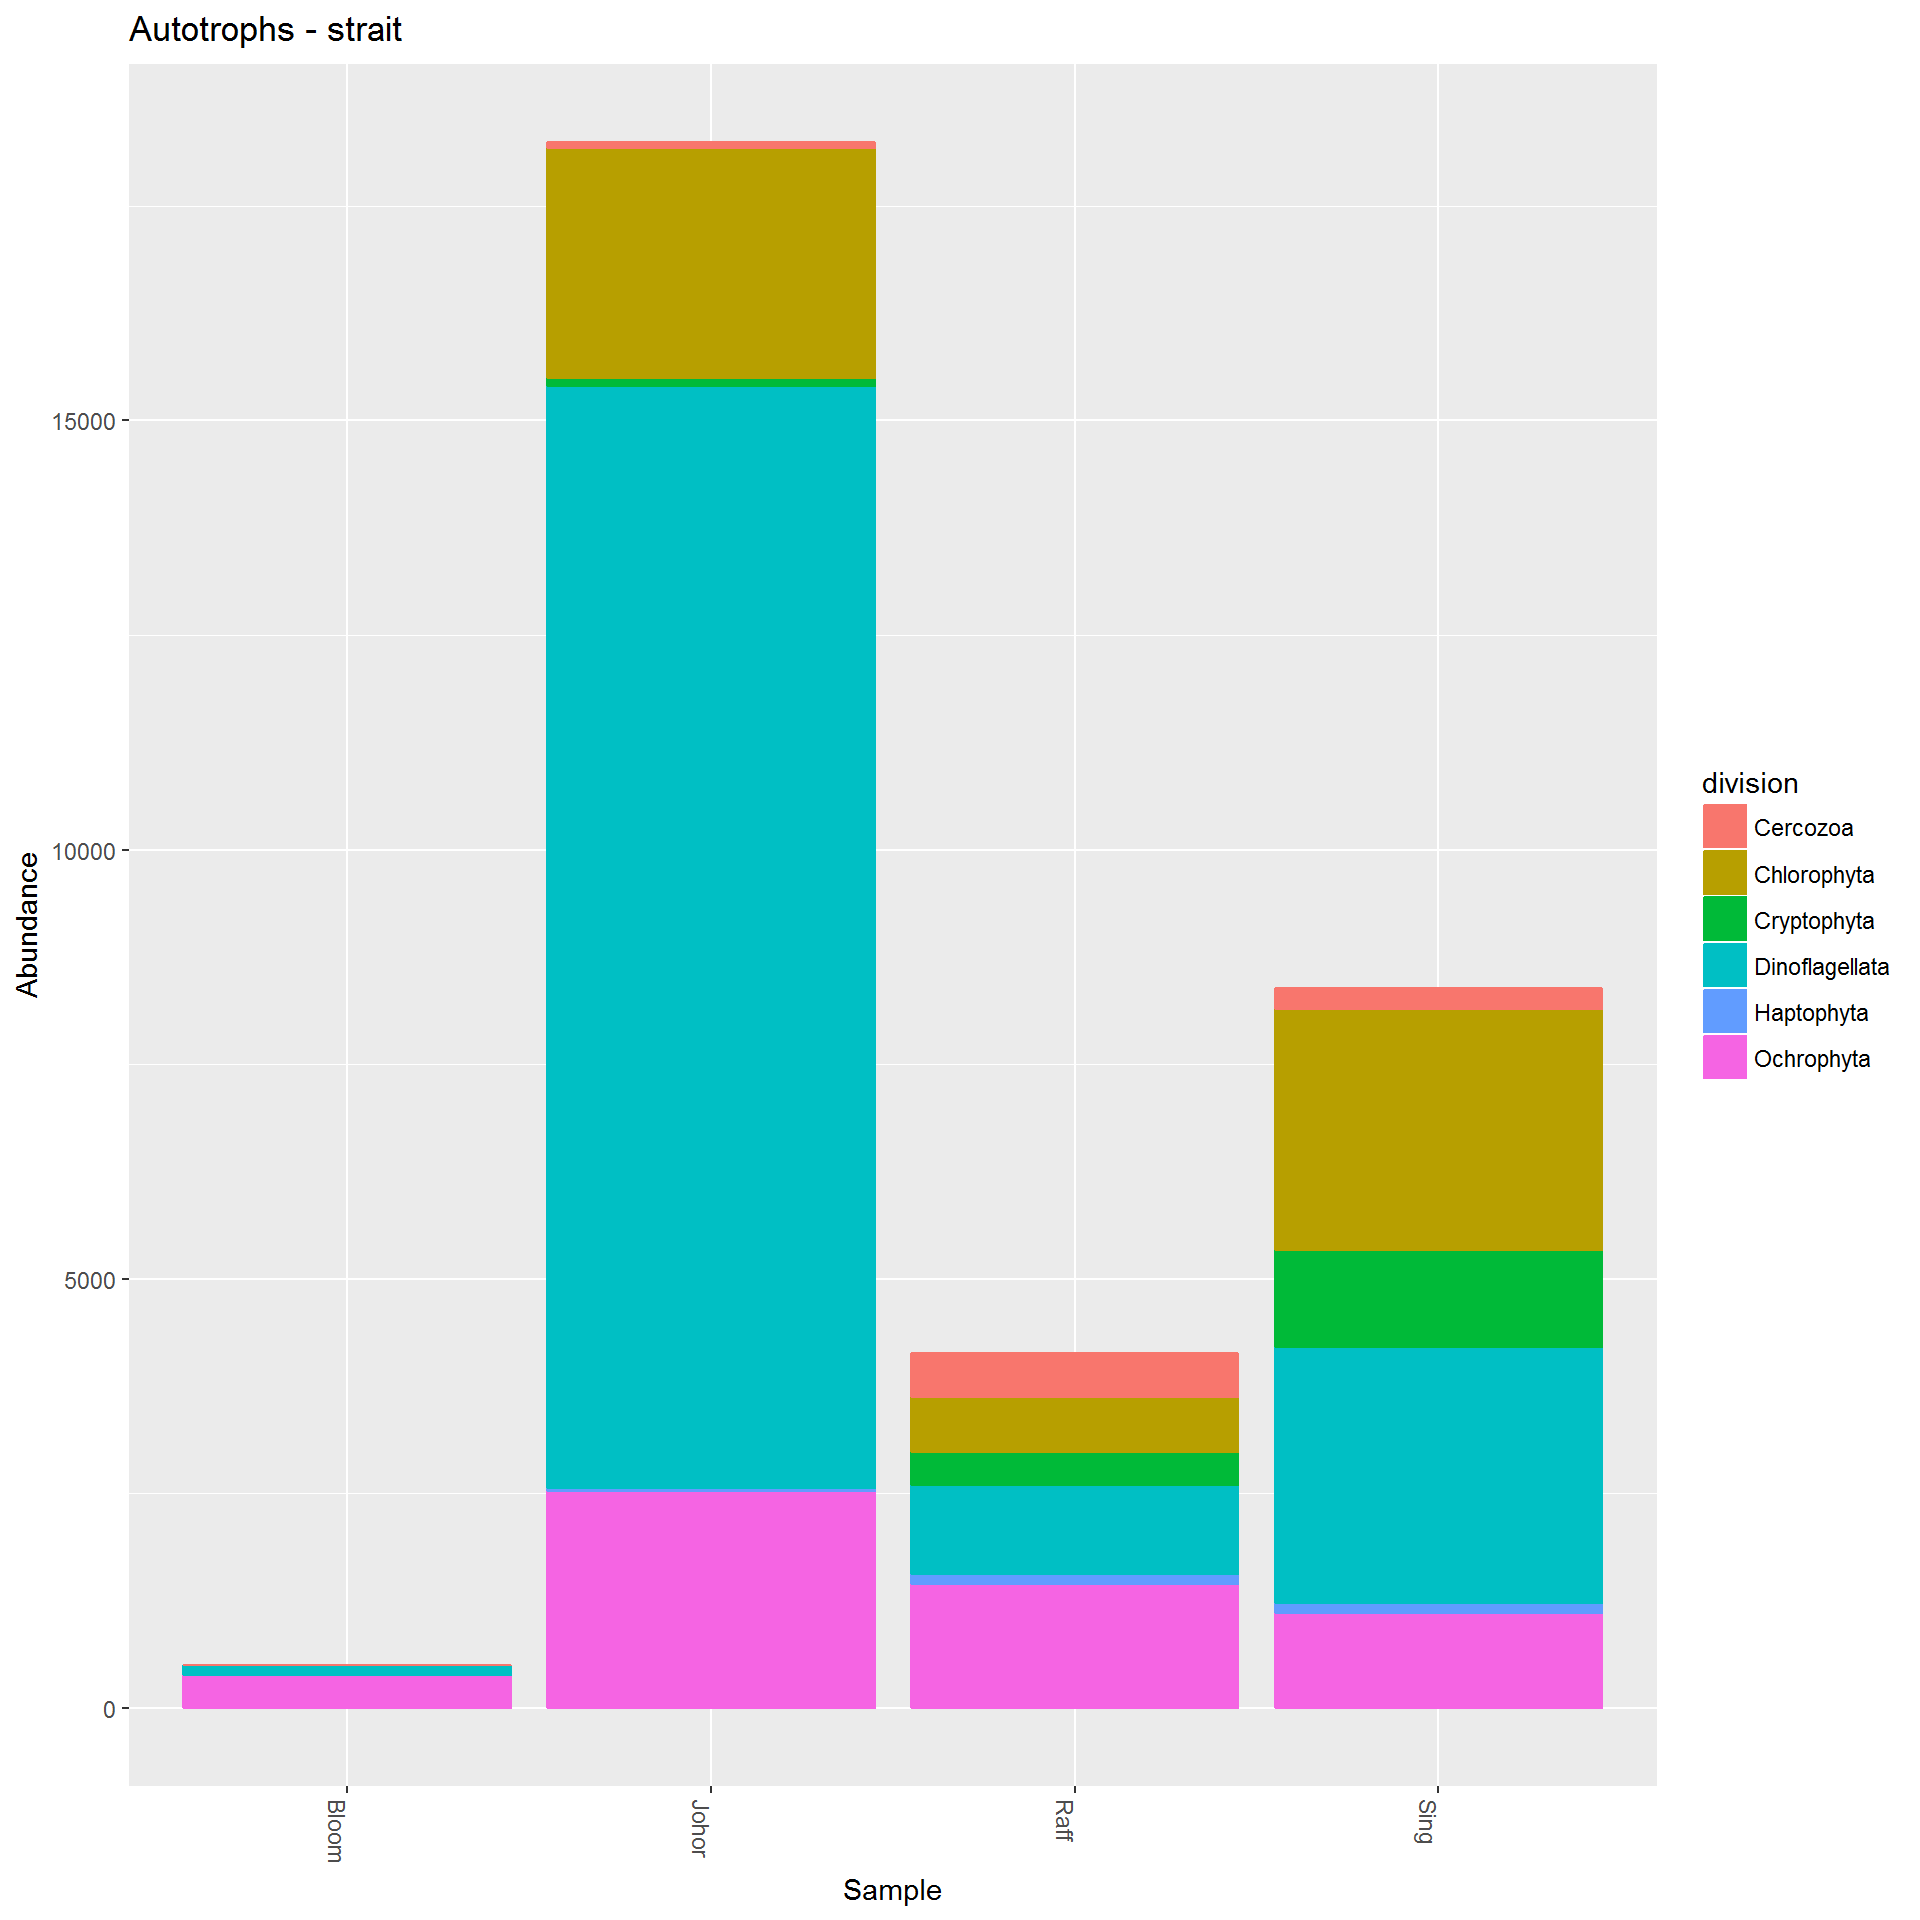 Autotrophs - strait
Abundance
15000
10000
5000
0
Bloom
Johor
Raff
Sing
Sample
division
Cercozoa
Chlorophyta
Cryptophyta
Dinoflagellata
Haptophyta
Ochrophyta